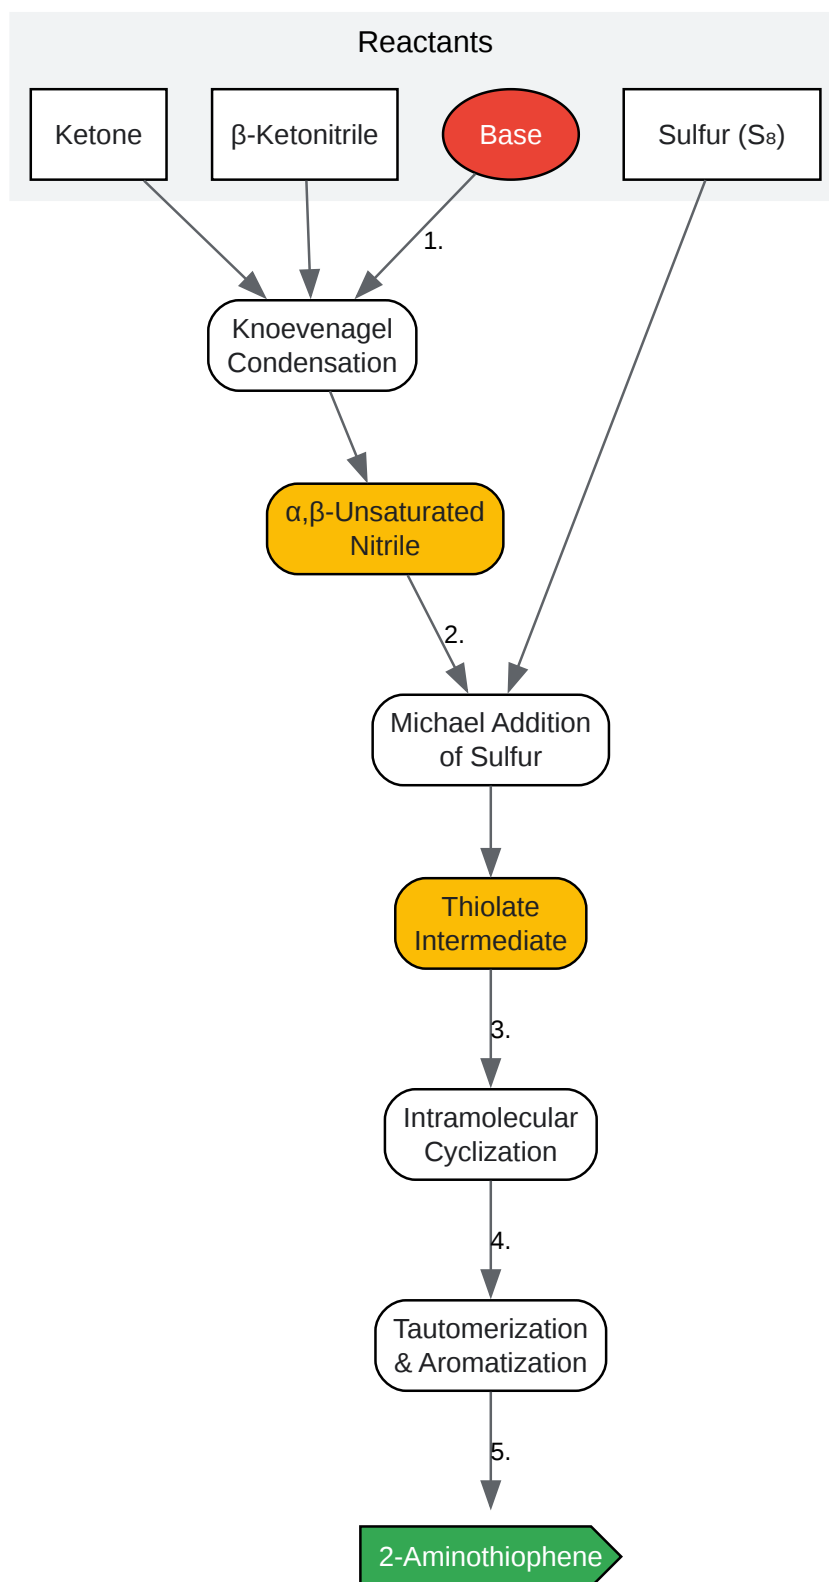 Reactants
Ketone
β-Ketonitrile
Base
Sulfur (S₈)
1.
Knoevenagel
Condensation
α,β-Unsaturated
Nitrile
2.
Michael Addition
of Sulfur
Thiolate
Intermediate
3.
Intramolecular
Cyclization
4.
Tautomerization
& Aromatization
5.
2-Aminothiophene